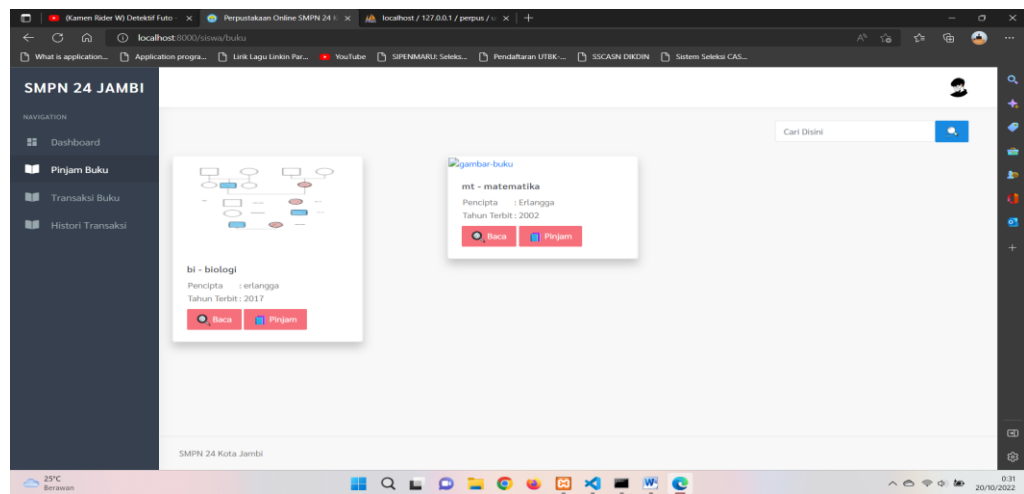 (Kamen Rider W) Detektif Futo -
Perpustakaan Online SMPN 24 K
localhost / 127.0.0.1 / perpus / u
localhost:8000/siswa/buku
What is application...
Application progra...
Lirik Lagu Linkin Par...
YouTube
SIPENMARU: Seleks...
Pendaftaran UTBK-...
SSCASN DIKDIN
Sistem Seleksi CAS...
SMPN 24 JAMBI
NAVIGATION
Dashboard
Pinjam Buku
Transaksi Buku
Histori Transaksi
Cari Disini
bi - biologi
Pencipta : erlangga
Tahun Terbit : 2017
Baca Pinjam
gambar-buku
mt - matematika
Pencipta : Erlangga
Tahun Terbit : 2002
Baca Pinjam
SMPN 24 Kota Jambi
25°C
Berawan
0:31
20/10/2022